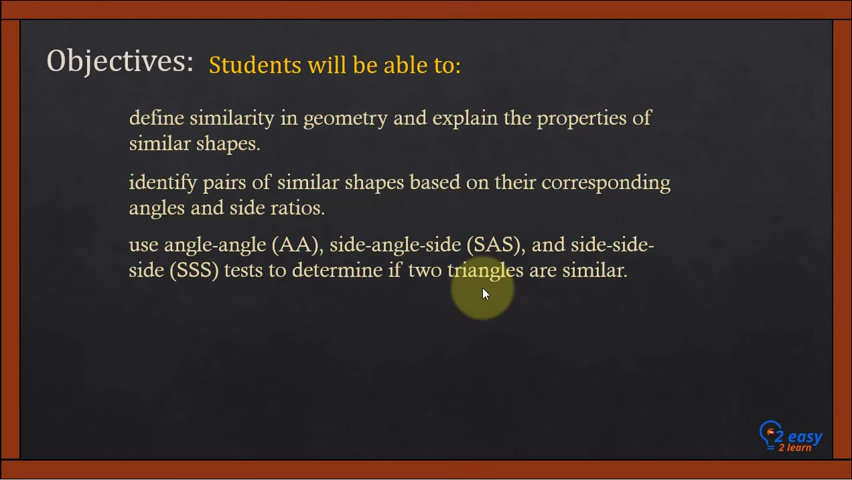 Objectives: Students will be able to:
define similarity in geometry and explain the properties of
similar shapes.
identify pairs of similar shapes based on their corresponding
angles and side ratios.
use angle-angle (AA), side-angle-side (SAS), and side-side-
side (SSS) tests to determine if two triangles are similar.
2 easy
2 learn